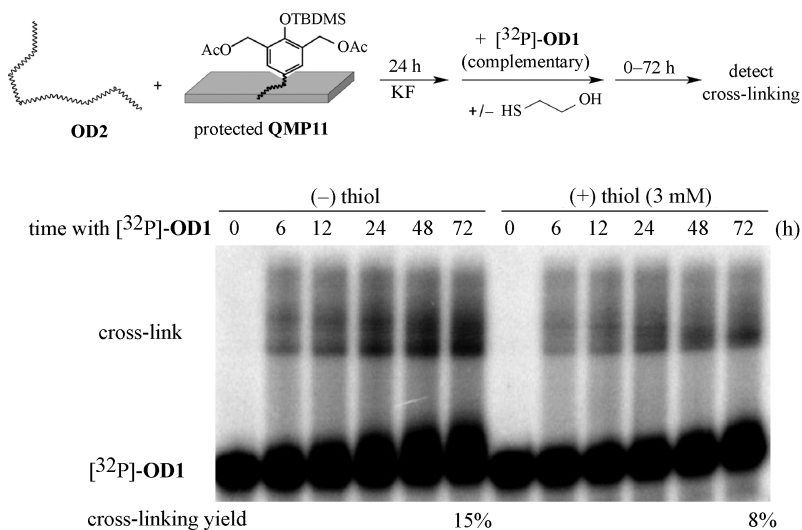 OTBDMS
AcO OAc
+ [³²P]-OD1
24 h (complementary) 0–72 h detect
+ KF +/– HS OH cross-linking
OD2 protected QMP11
(–) thiol (+) thiol (3 mM)
time with [³²P]-OD1 0 6 12 24 48 72 0 6 12 24 48 72 (h)
cross-link
[³²P]-OD1
cross-linking yield 15% 8%